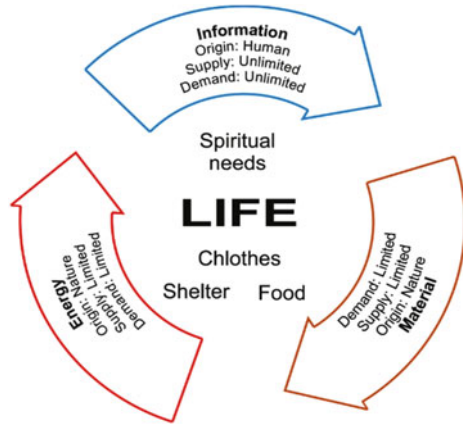 Information
Origin: Human
Supply: Unlimited
Demand: Unlimited
Spiritual
needs
LIFE
Chlothes
Shelter Food
Energy
Origin: Nature
Supply: Limited
Demand: Limited
Demand: Limited
Supply: Limited
Origin: Nature
Material